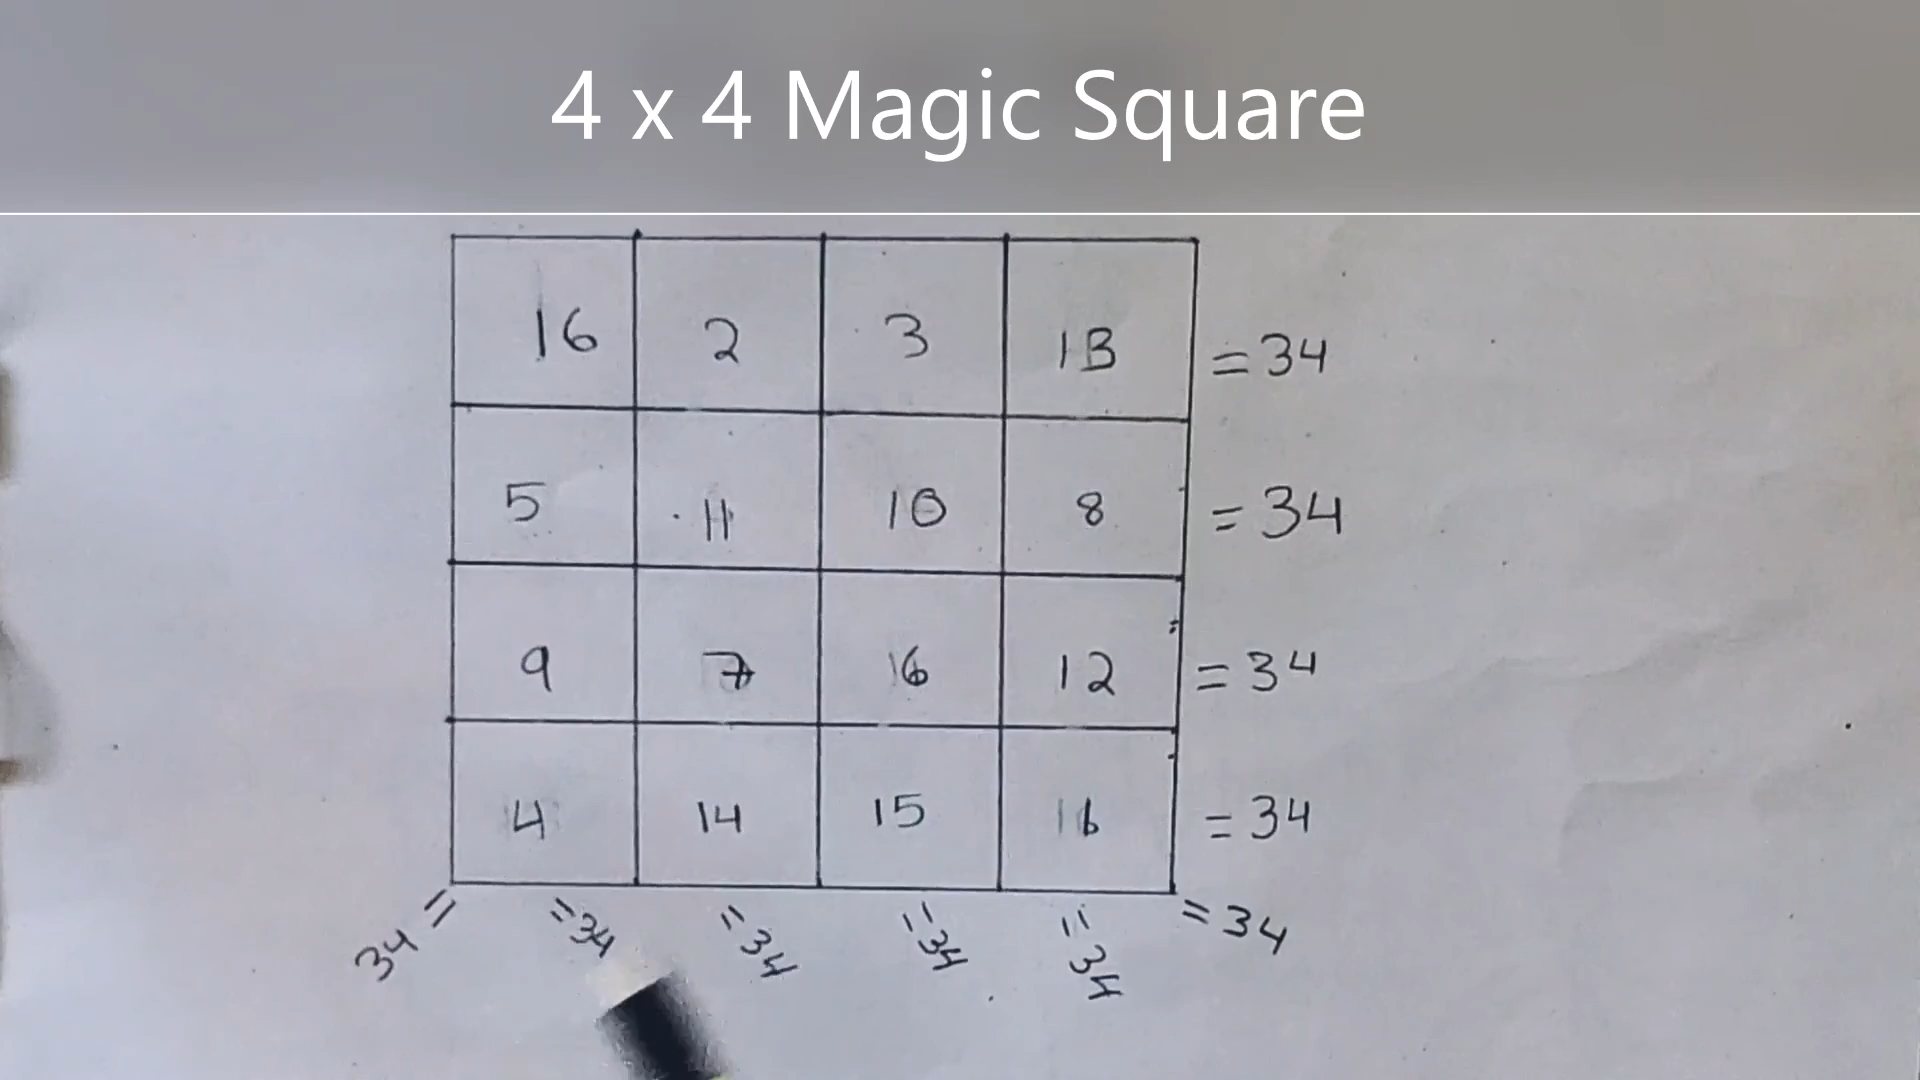 4 x 4 Magic Square
16 2 3 13 = 34
5 11 10 8 = 34
9 7 16 12 = 34
4 14 15 16 = 34
34 = = 34 = 34 = 34 = 34 = 34